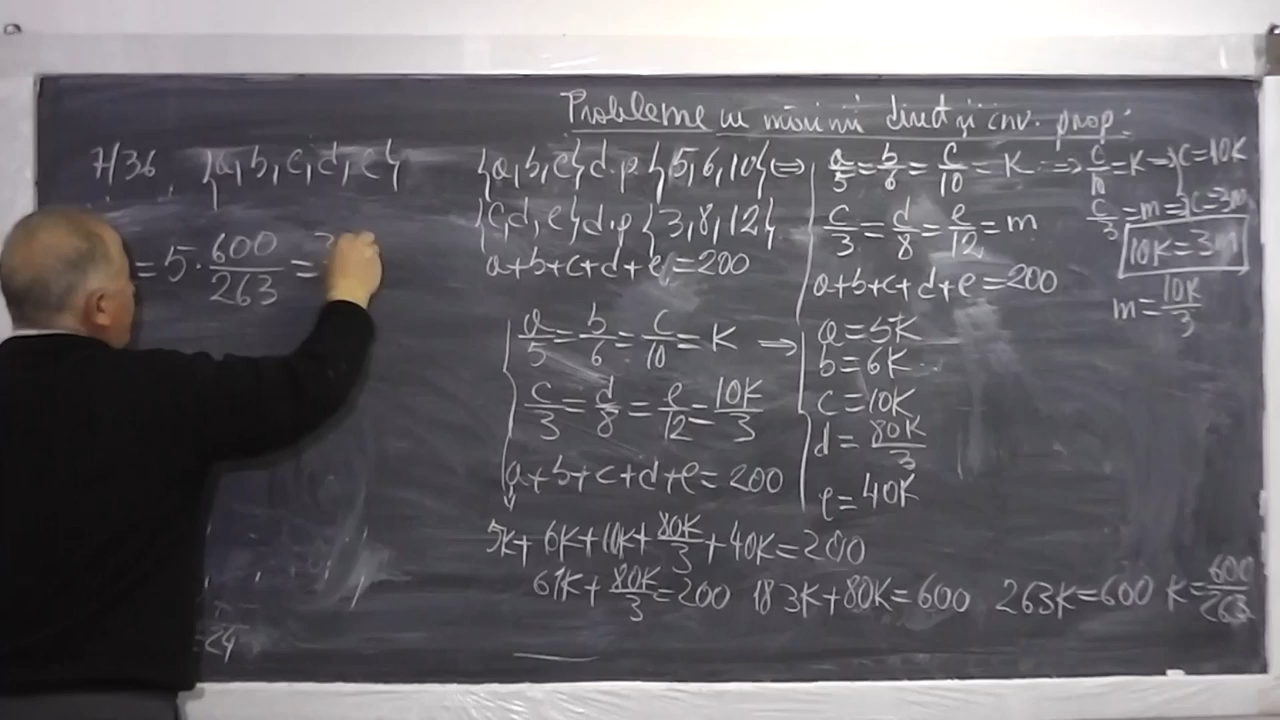 Probleme cu mărimi direct și inv. prop:
7/36 {a,b,c,d,e}
= 5 · 600/263 =
{a,b,c} d.p. {5,6,10} ⇔
{c,d,e} d.p. {3,8,12}
a+b+c+d+e=200
a/5 = b/6 = c/10 = K ⇒ c/10 = K ⇒ c=10K
c/3 = d/8 = e/12 = m
c/3 = m ⇒ c=3m
a+b+c+d+e=200
10K=3m
m = 10K/3
a/5 = b/6 = c/10 = K ⇒
c/3 = d/8 = e/12 = 10K/3
a+b+c+d+e=200
a=5K
b=6K
c=10K
d = 80K/3
e = 40K
5K+6K+10K+80K/3+40K=200
61K+80K/3=200 183K+80K=600 263K=600 K=600/263
=24